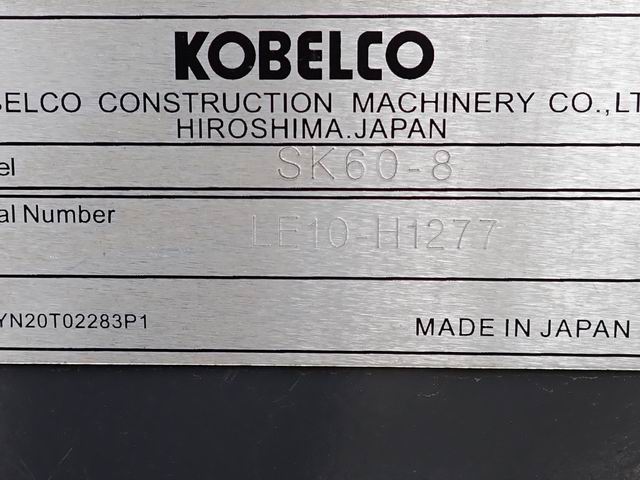 KOBELCO
BELCO CONSTRUCTION MACHINERY CO.,LT
HIROSHIMA.JAPAN
el SK60-8
al Number LE10-H1277
YN20T02283P1 MADE IN JAPAN